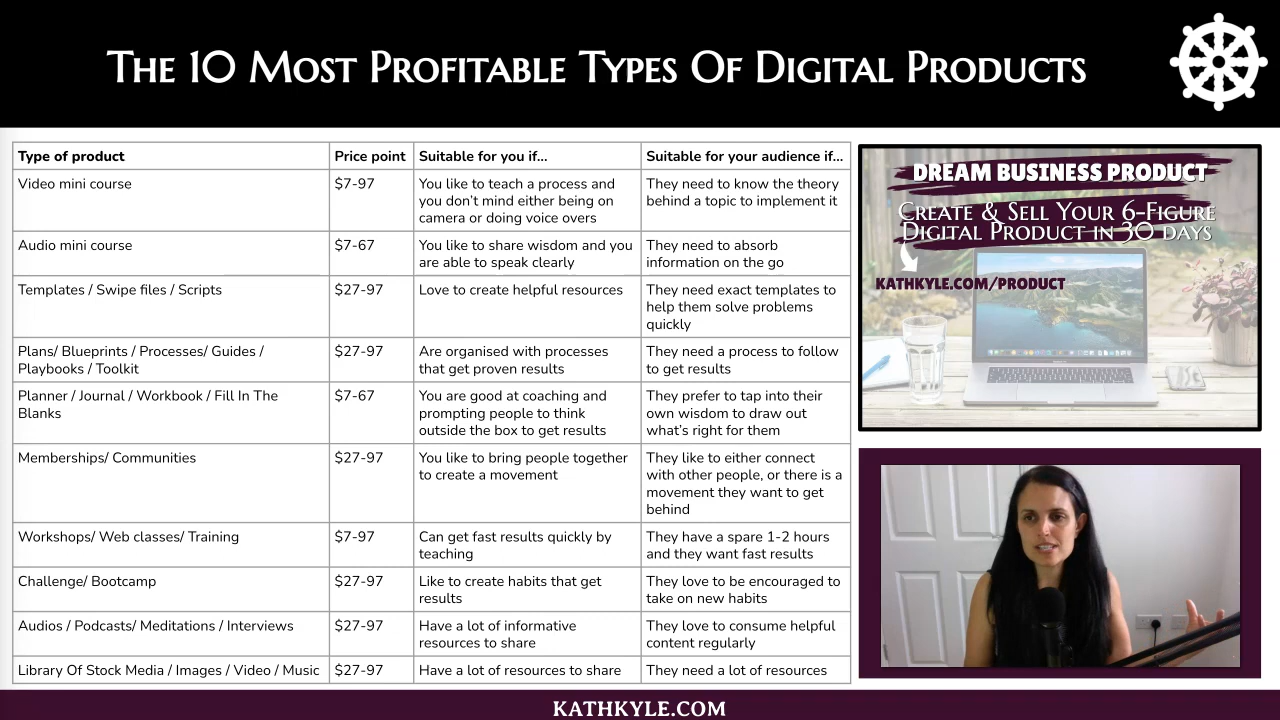 The 10 Most Profitable Types Of Digital Products
Type of product
Price point
Suitable for you if...
Suitable for your audience if...
Video mini course
$7-97
You like to teach a process and
you don't mind either being on
camera or doing voice overs
They need to know the theory
behind a topic to implement it
Audio mini course
$7-67
You like to share wisdom and you
are able to speak clearly
They need to absorb
information on the go
Templates / Swipe files / Scripts
$27-97
Love to create helpful resources
They need exact templates to
help them solve problems
quickly
Plans/ Blueprints / Processes/ Guides /
Playbooks / Toolkit
$27-97
Are organised with processes
that get proven results
They need a process to follow
to get results
Planner / Journal / Workbook / Fill In The
Blanks
$7-67
You are good at coaching and
prompting people to think
outside the box to get results
They prefer to tap into their
own wisdom to draw out
what's right for them
Memberships/ Communities
$27-97
You like to bring people together
to create a movement
They like to either connect
with other people, or there is a
movement they want to get
behind
Workshops/ Web classes/ Training
$7-97
Can get fast results quickly by
teaching
They have a spare 1-2 hours
and they want fast results
Challenge/ Bootcamp
$27-97
Like to create habits that get
results
They love to be encouraged to
take on new habits
Audios / Podcasts/ Meditations / Interviews
$27-97
Have a lot of informative
resources to share
They love to consume helpful
content regularly
Library Of Stock Media / Images / Video / Music
$27-97
Have a lot of resources to share
They need a lot of resources
DREAM BUSINESS PRODUCT
Create & Sell Your 6-Figure
Digital Product in 30 days
KATHKYLE.COM/PRODUCT
KATHKYLE.COM